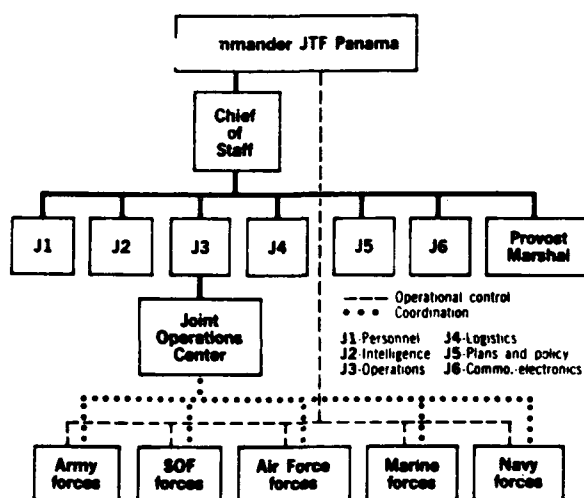 mmander JTF Panama
Chief
of
Staff
J1
J2
J3
J4
J5
J6
Provost
Marshal
Joint
Operations
Center
Operational control
Coordination
J1-Personnel
J2-Intelligence
J3-Operations
J4-Logistics
J5-Plans and policy
J6-Commo.-electronics
Army
forces
SOF
forces
Air Force
forces
Marine
forces
Navy
forces